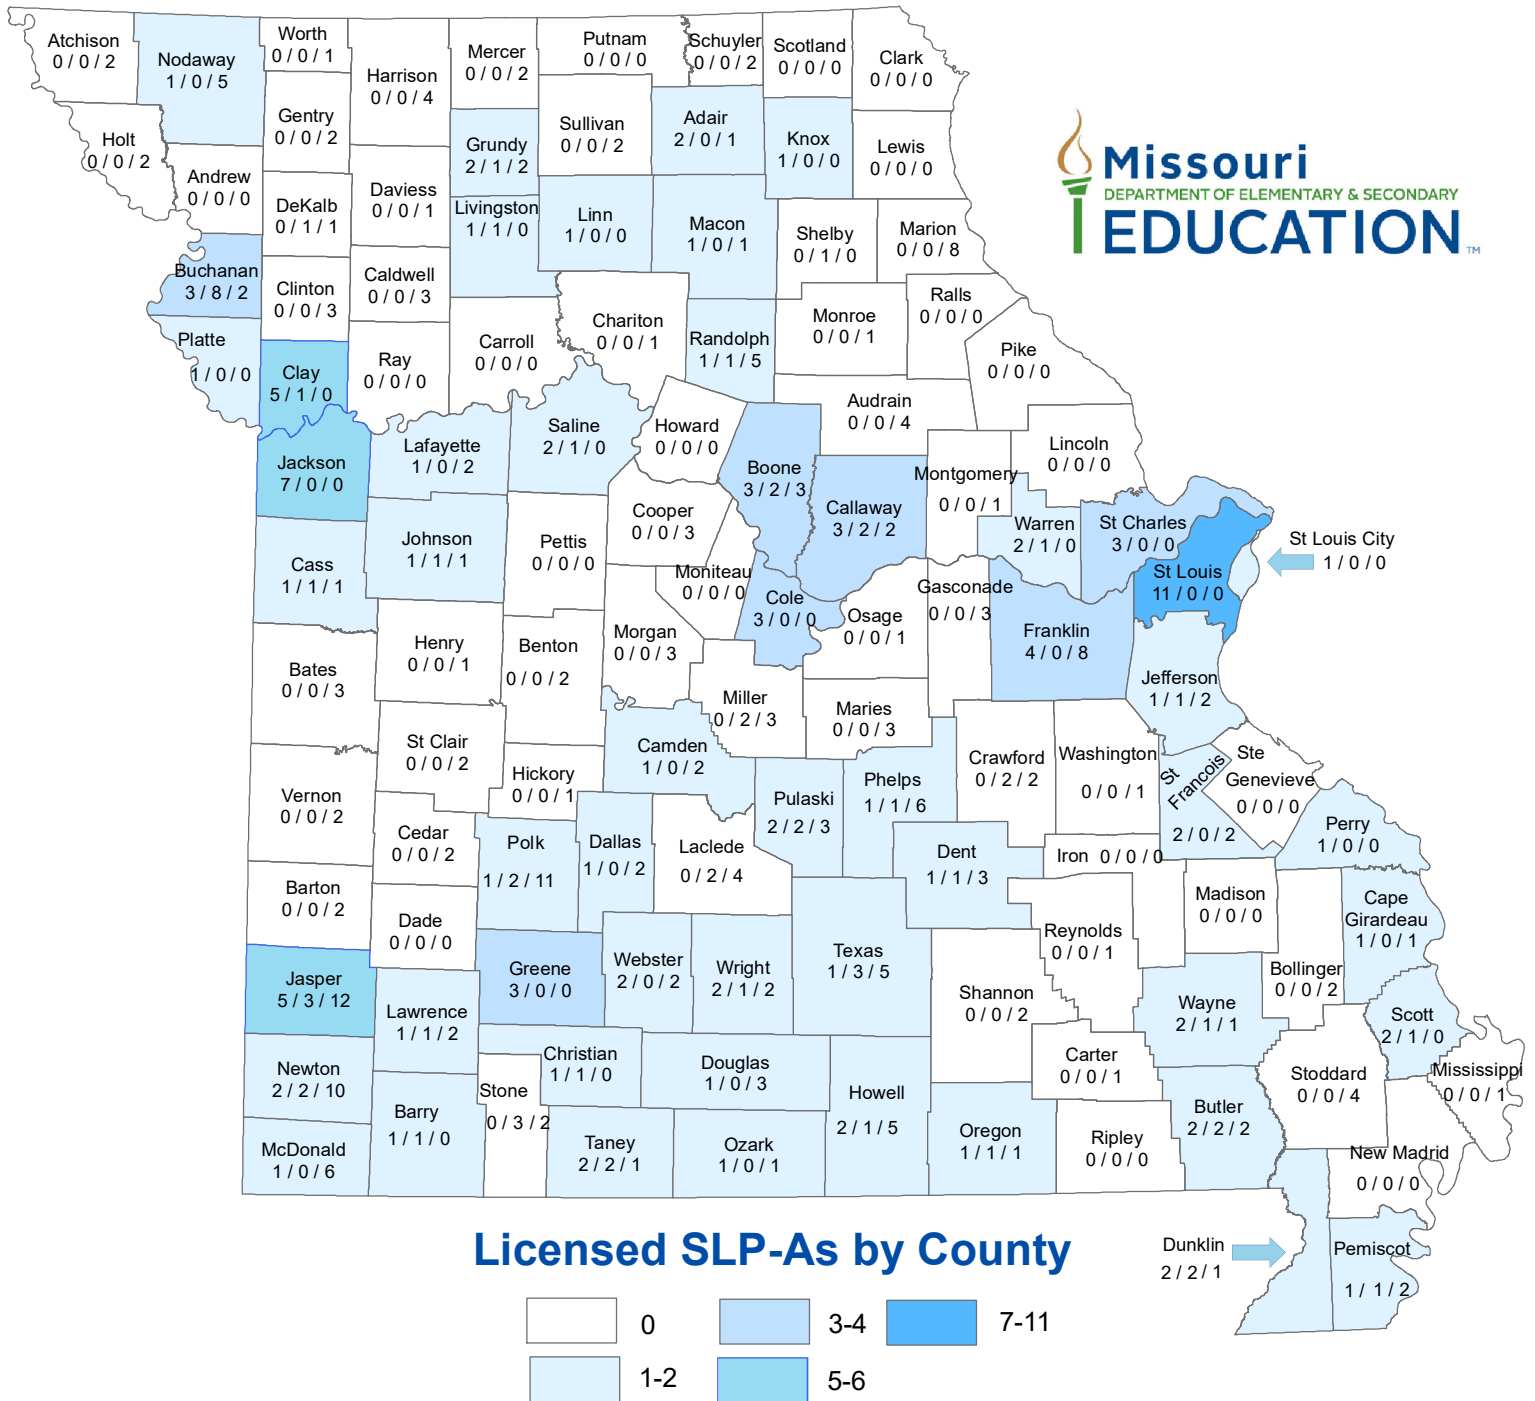 Atchison
0 / 0 / 2
Nodaway
1 / 0 / 5
Worth
0 / 0 / 1
Harrison
0 / 0 / 4
Mercer
0 / 0 / 2
Putnam
0 / 0 / 0
Schuyler
0 / 0 / 2
Scotland
0 / 0 / 0
Clark
0 / 0 / 0
Holt
0 / 0 / 2
Andrew
0 / 0 / 0
Gentry
0 / 0 / 2
DeKalb
0 / 1 / 1
Daviess
0 / 0 / 1
Grundy
2 / 1 / 2
Livingston
1 / 1 / 0
Sullivan
0 / 0 / 2
Linn
1 / 0 / 0
Adair
2 / 0 / 1
Macon
1 / 0 / 1
Knox
1 / 0 / 0
Lewis
0 / 0 / 0
Shelby
0 / 1 / 0
Marion
0 / 0 / 8
Missouri
DEPARTMENT OF ELEMENTARY & SECONDARY
EDUCATION
TM
Buchanan
3 / 8 / 2
Clinton
0 / 0 / 3
Caldwell
0 / 0 / 3
Platte
1 / 0 / 0
Clay
5 / 1 / 0
Ray
0 / 0 / 0
Carroll
0 / 0 / 0
Chariton
0 / 0 / 1
Randolph
1 / 1 / 5
Monroe
0 / 0 / 1
Ralls
0 / 0 / 0
Pike
0 / 0 / 0
Audrain
0 / 0 / 4
Jackson
7 / 0 / 0
Lafayette
1 / 0 / 2
Saline
2 / 1 / 0
Howard
0 / 0 / 0
Boone
3 / 2 / 3
Callaway
3 / 2 / 2
Montgomery
0 / 0 / 1
Lincoln
0 / 0 / 0
Warren
2 / 1 / 0
St Charles
3 / 0 / 0
St Louis
11 / 0 / 0
St Louis City
1 / 0 / 0
Cass
1 / 1 / 1
Johnson
1 / 1 / 1
Pettis
0 / 0 / 0
Cooper
0 / 0 / 3
Moniteau
0 / 0 / 0
Cole
3 / 0 / 0
Osage
0 / 0 / 1
Gasconade
0 / 0 / 3
Franklin
4 / 0 / 8
Jefferson
1 / 1 / 2
Bates
0 / 0 / 3
Henry
0 / 0 / 1
Benton
0 / 0 / 2
Morgan
0 / 0 / 3
Miller
0 / 2 / 3
Maries
0 / 0 / 3
Camden
1 / 0 / 2
St Clair
0 / 0 / 2
Hickory
0 / 0 / 1
Vernon
0 / 0 / 2
Cedar
0 / 0 / 2
Polk
1 / 2 / 11
Dallas
1 / 0 / 2
Laclede
0 / 2 / 4
Pulaski
2 / 2 / 3
Phelps
1 / 1 / 6
Crawford
0 / 2 / 2
Washington
0 / 0 / 1
St
Francois
2 / 0 / 2
Ste
Genevieve
0 / 0 / 0
Perry
1 / 0 / 0
Dent
1 / 1 / 3
Iron 0 / 0 / 0
Madison
0 / 0 / 0
Cape
Girardeau
1 / 0 / 1
Barton
0 / 0 / 2
Dade
0 / 0 / 0
Jasper
5 / 3 / 12
Lawrence
1 / 1 / 2
Greene
3 / 0 / 0
Webster
2 / 0 / 2
Wright
2 / 1 / 2
Texas
1 / 3 / 5
Reynolds
0 / 0 / 1
Shannon
0 / 0 / 2
Bollinger
0 / 0 / 2
Wayne
2 / 1 / 1
Scott
2 / 1 / 0
Newton
2 / 2 / 10
Christian
1 / 1 / 0
Stone
0 / 3 / 2
Douglas
1 / 0 / 3
Howell
2 / 1 / 5
Carter
0 / 0 / 1
Stoddard
0 / 0 / 4
Mississippi
0 / 0 / 1
McDonald
1 / 0 / 6
Barry
1 / 1 / 0
Taney
2 / 2 / 1
Ozark
1 / 0 / 1
Oregon
1 / 1 / 1
Ripley
0 / 0 / 0
Butler
2 / 2 / 2
New Madrid
0 / 0 / 0
Dunklin
2 / 2 / 1
Pemiscot
1 / 1 / 2
Licensed SLP-As by County
0
3-4
7-11
1-2
5-6